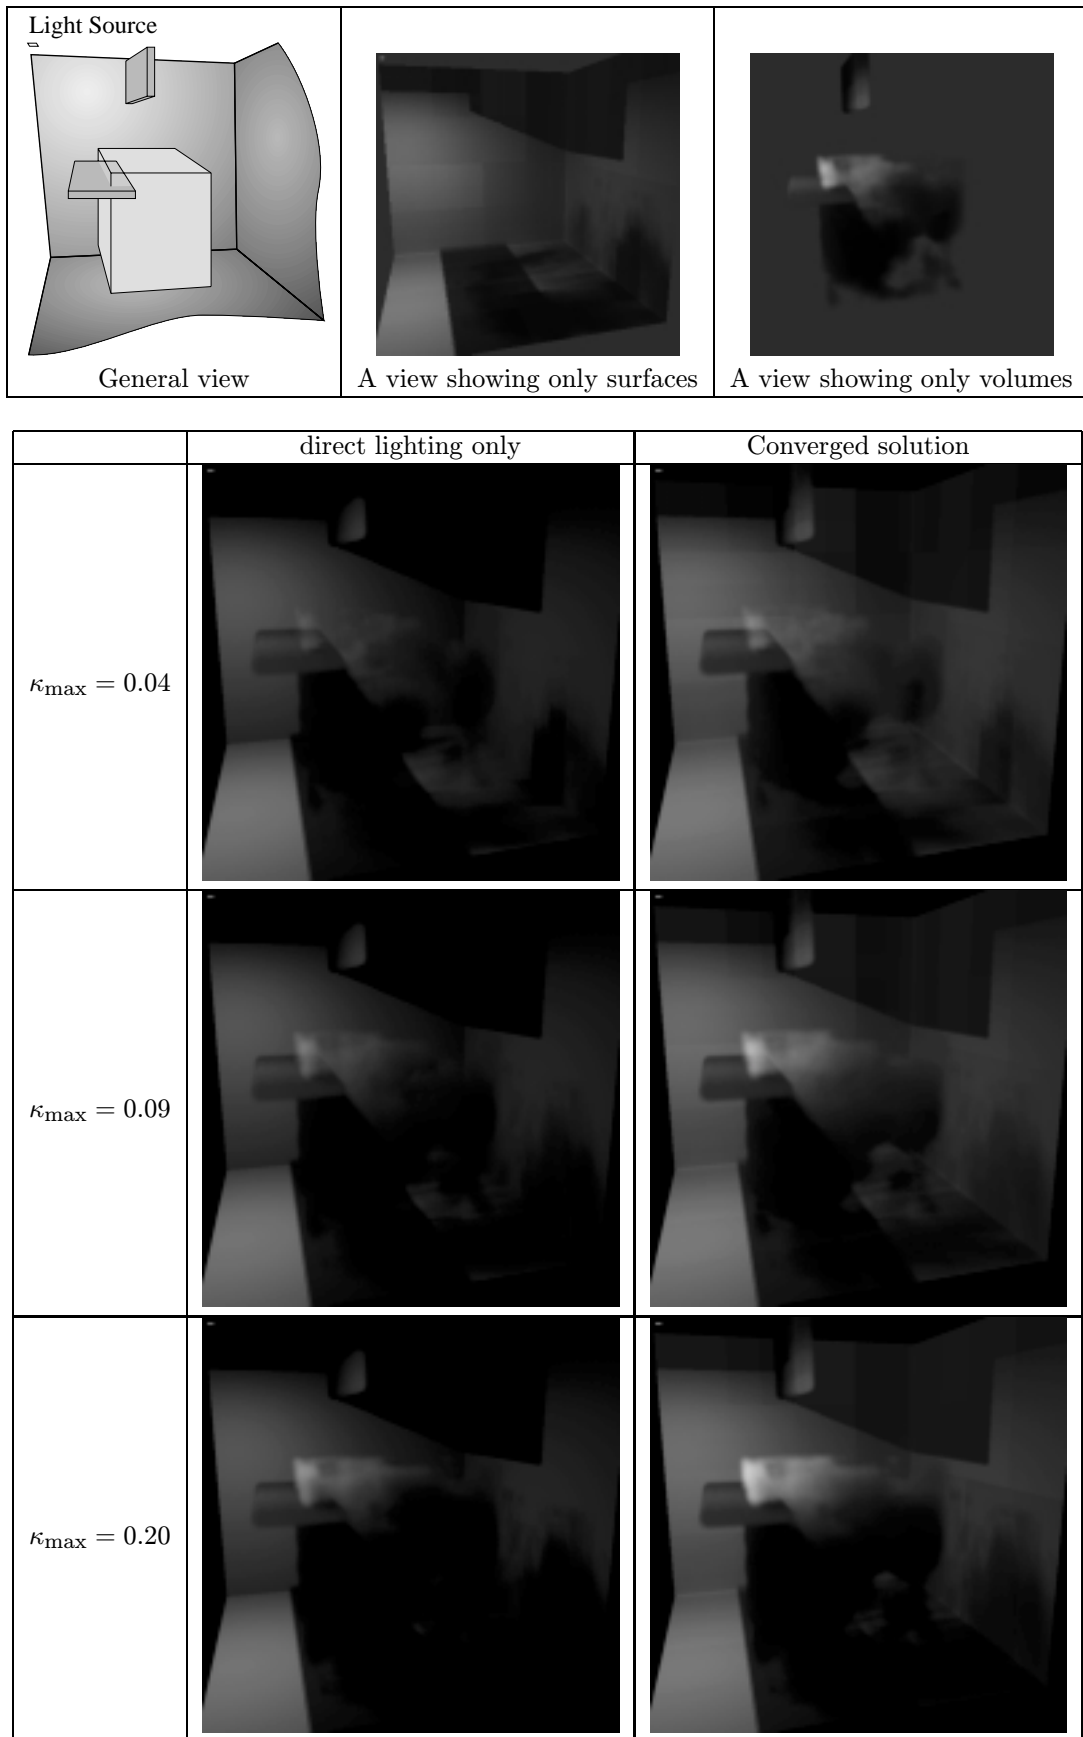 Light Source
General view
A view showing only surfaces
A view showing only volumes
direct lighting only
Converged solution
κmax = 0.04
κmax = 0.09
κmax = 0.20